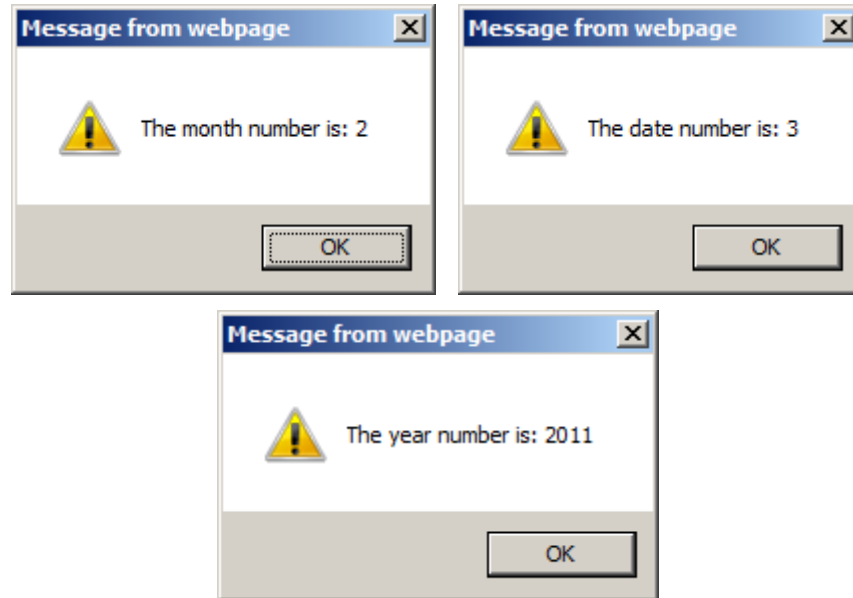 Message from webpage
The month number is: 2
OK
Message from webpage
The date number is: 3
OK
Message from webpage
The year number is: 2011
OK